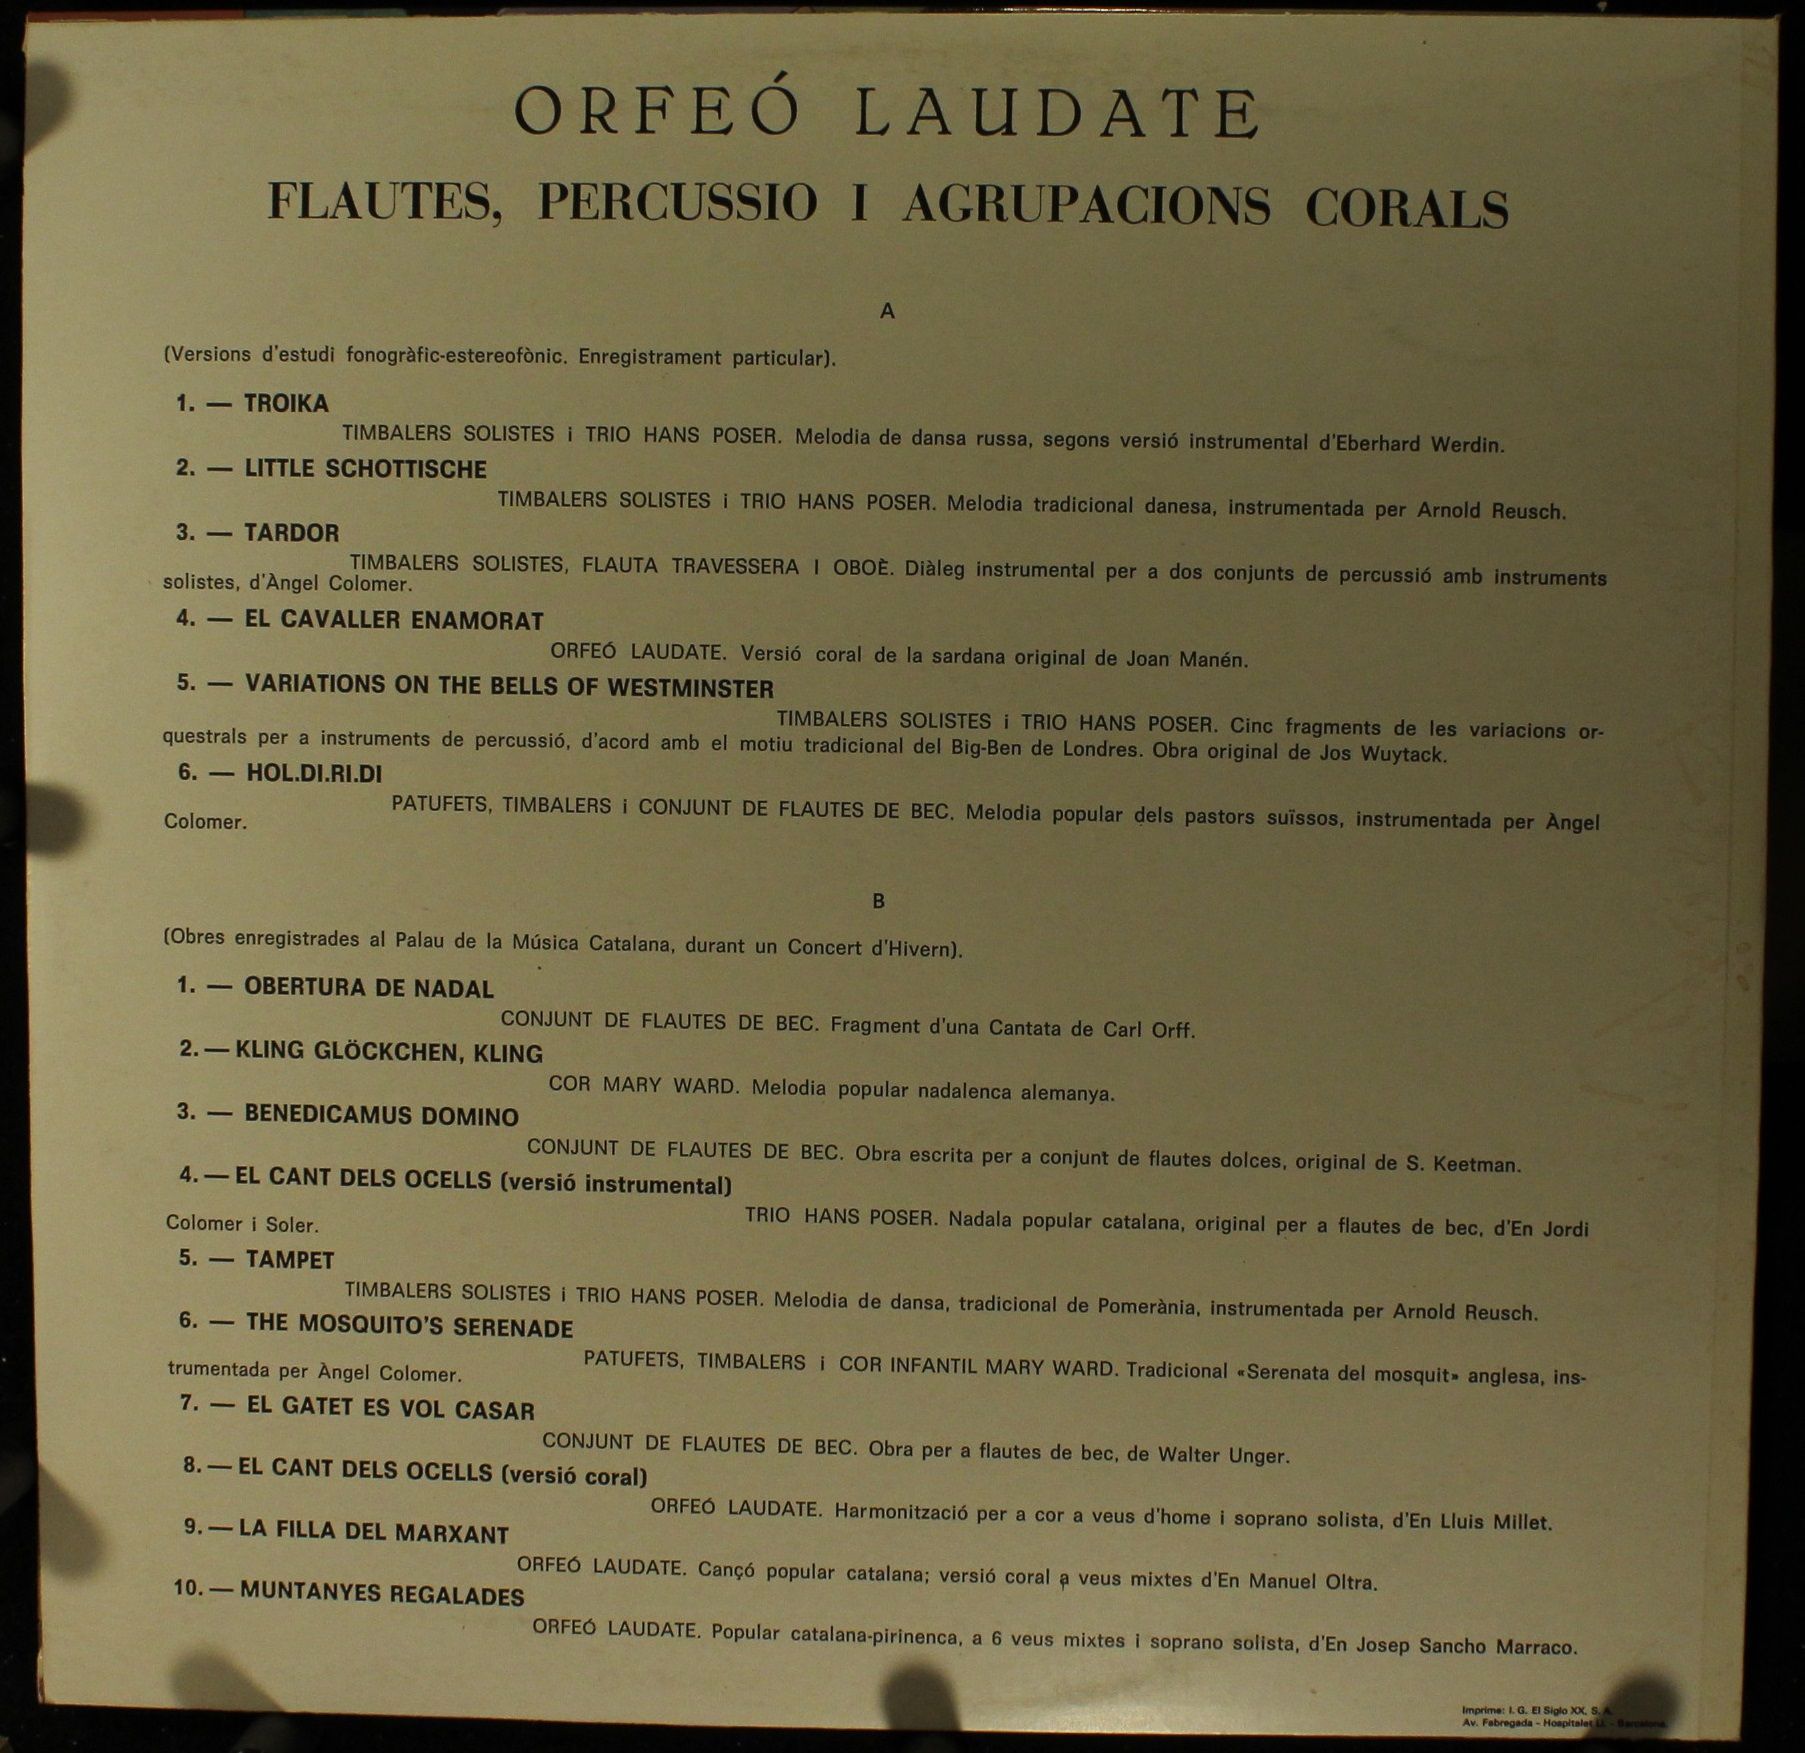 ORFEÓ LAUDATE
FLAUTES, PERCUSSIO I AGRUPACIONS CORALS
A
(Versions d'estudi fonogràfic-estereofònic. Enregistrament particular).
1. — TROIKA
TIMBALERS SOLISTES i TRIO HANS POSER. Melodia de dansa russa, segons versió instrumental d'Eberhard Werdin.
2. — LITTLE SCHOTTISCHE
TIMBALERS SOLISTES i TRIO HANS POSER. Melodia tradicional danesa, instrumentada per Arnold Reusch.
3. — TARDOR
TIMBALERS SOLISTES, FLAUTA TRAVESSERA I OBOÈ. Diàleg instrumental per a dos conjunts de percussió amb instruments
solistes, d'Àngel Colomer.
4. — EL CAVALLER ENAMORAT
ORFEÓ LAUDATE. Versió coral de la sardana original de Joan Manén.
5. — VARIATIONS ON THE BELLS OF WESTMINSTER
TIMBALERS SOLISTES i TRIO HANS POSER. Cinc fragments de les variacions or-
questrals per a instruments de percussió, d'acord amb el motiu tradicional del Big-Ben de Londres. Obra original de Jos Wuytack.
6. — HOL.DI.RI.DI
PATUFETS, TIMBALERS i CONJUNT DE FLAUTES DE BEC. Melodia popular dels pastors suïssos, instrumentada per Àngel
Colomer.
B
(Obres enregistrades al Palau de la Música Catalana, durant un Concert d'Hivern).
1. — OBERTURA DE NADAL
CONJUNT DE FLAUTES DE BEC. Fragment d'una Cantata de Carl Orff.
2. — KLING GLÖCKCHEN, KLING
COR MARY WARD. Melodia popular nadalenca alemanya.
3. — BENEDICAMUS DOMINO
CONJUNT DE FLAUTES DE BEC. Obra escrita per a conjunt de flautes dolces, original de S. Keetman.
4. — EL CANT DELS OCELLS (versió instrumental)
TRIO HANS POSER. Nadala popular catalana, original per a flautes de bec, d'En Jordi
Colomer i Soler.
5. — TAMPET
TIMBALERS SOLISTES i TRIO HANS POSER. Melodia de dansa, tradicional de Pomerània, instrumentada per Arnold Reusch.
6. — THE MOSQUITO'S SERENADE
PATUFETS, TIMBALERS i COR INFANTIL MARY WARD. Tradicional «Serenata del mosquit» anglesa, ins-
trumentada per Àngel Colomer.
7. — EL GATET ES VOL CASAR
CONJUNT DE FLAUTES DE BEC. Obra per a flautes de bec, de Walter Unger.
8. — EL CANT DELS OCELLS (versió coral)
ORFEÓ LAUDATE. Harmonització per a cor a veus d'home i soprano solista, d'En Lluis Millet.
9. — LA FILLA DEL MARXANT
ORFEÓ LAUDATE. Cançó popular catalana; versió coral a veus mixtes d'En Manuel Oltra.
10. — MUNTANYES REGALADES
ORFEÓ LAUDATE. Popular catalana-pirinenca, a 6 veus mixtes i soprano solista, d'En Josep Sancho Marraco.
Imprime: I. G. El Siglo XX, S. A.
Av. Fabregada - Hospitalet Ll. - Barcelona.